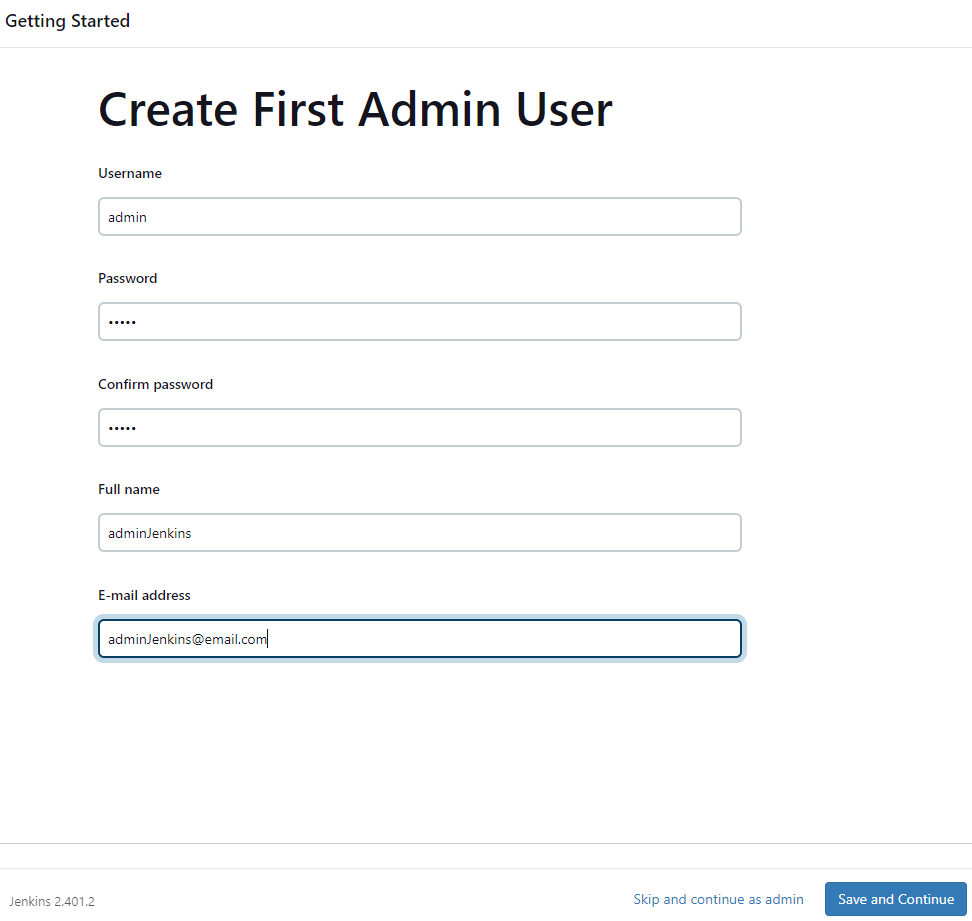 Getting Started
Create First Admin User
Username
admin
Password
•••••
Confirm password
•••••
Full name
adminJenkins
E-mail address
adminJenkins@email.com
Jenkins 2.401.2
Skip and continue as admin
Save and Continue